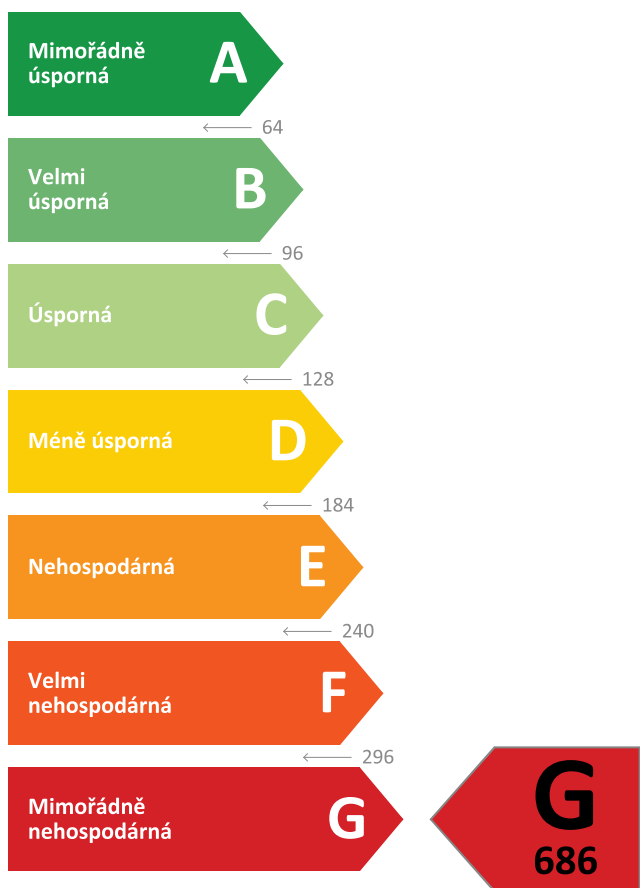 Mimořádně
úsporná
A
64
Velmi
úsporná
B
96
Úsporná
C
128
Méně úsporná
D
184
Nehospodárná
E
240
Velmi
nehospodárná
F
296
Mimořádně
nehospodárná
G
G
686